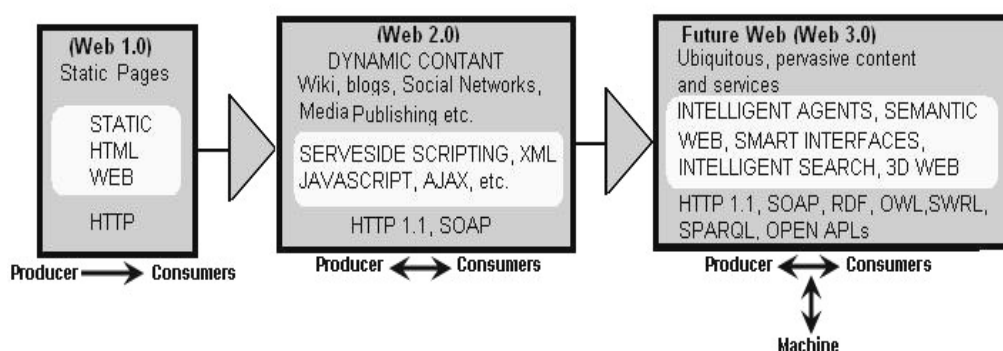 (Web 1.0)
Static Pages
STATIC
HTML
WEB
HTTP
Producer Consumers
(Web 2.0)
DYNAMIC CONTANT
Wiki, blogs, Social Networks,
Media Publishing etc.
SERVESIDE SCRIPTING, XML
JAVASCRIPT, AJAX, etc.
HTTP 1.1, SOAP
Producer Consumers
Future Web (Web 3.0)
Ubiquitous, pervasive content
and services
INTELLIGENT AGENTS, SEMANTIC
WEB, SMART INTERFACES,
INTELLIGENT SEARCH, 3D WEB
HTTP 1.1, SOAP, RDF, OWL,SWRL,
SPARQL, OPEN APLs
Producer Consumers
Machine